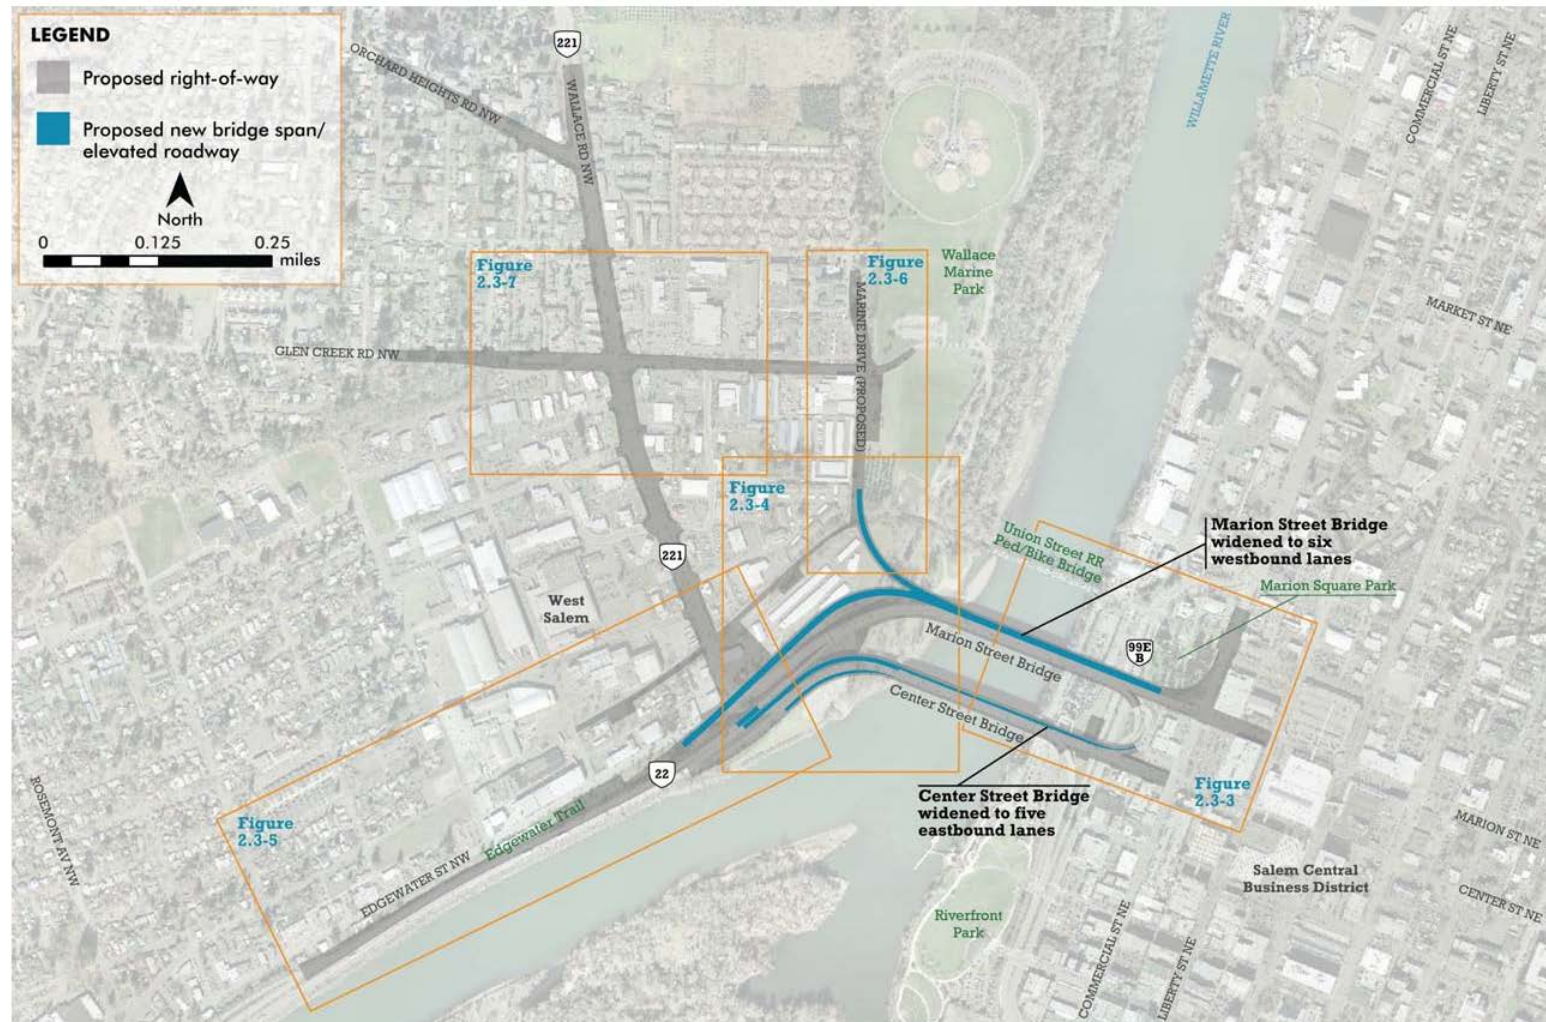 LEGEND
Proposed right-of-way
Proposed new bridge span/
elevated roadway
North
0 0.125 0.25
miles
221
ORCHARD HEIGHTS RD NW
WALLACE RD NW
WILLAMETTE RIVER
COMMERCIAL ST NE
LIBERTY ST NE
Figure
2.3-7
Figure
2.3-6
Wallace
Marine
Park
MARINE DRIVE (PROPOSED)
MARKET ST NE
GLEN CREEK RD NW
Figure
2.3-4
221
Union Street RR
Ped/Bike Bridge
Marion Street Bridge
widened to six
westbound lanes
Marion Square Park
West
Salem
99E
B
Marion Street Bridge
Center Street Bridge
22
Center Street Bridge
widened to five
eastbound lanes
Figure
2.3-3
ROSEMONT AV NW
Figure
2.3-5
Edgewater Trail
EDGEWATER ST NW
MARION ST NE
Salem Central
Business District
CENTER ST NE
Riverfront
Park
COMMERCIAL ST NE
LIBERTY ST NE